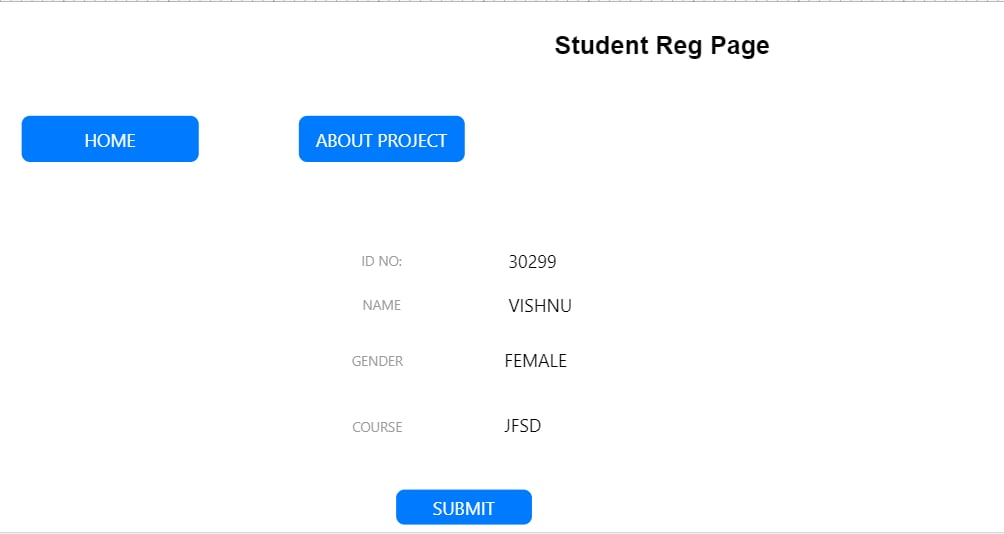 Student Reg Page
HOME ABOUT PROJECT
ID NO: 30299
NAME VISHNU
GENDER FEMALE
COURSE JFSD
SUBMIT